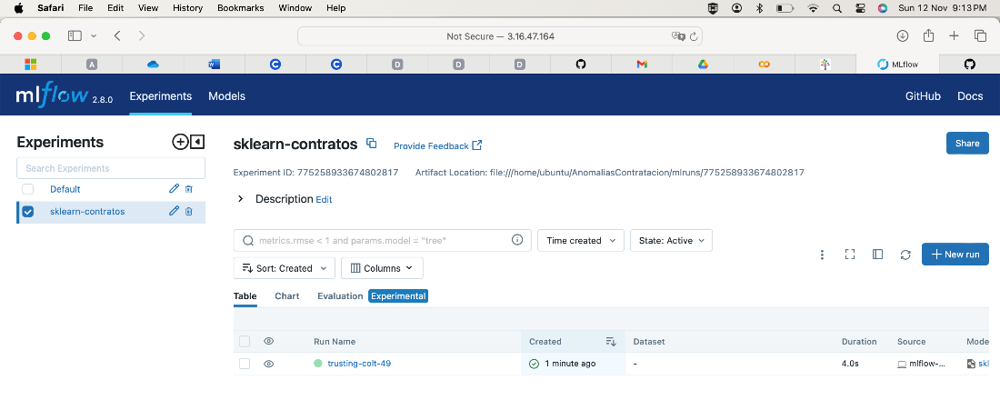 Safari File Edit View History Bookmarks Window Help Sun 12 Nov 9:13 PM
Not Secure — 3.16.47.164
MLflow
mlflow 2.8.0 Experiments Models GitHub Docs
Experiments
Search Experiments
Default
sklearn-contratos
sklearn-contratos Provide Feedback
Share
Experiment ID: 775258933674802817 Artifact Location: file:///home/ubuntu/AnomaliasContratacion/mlruns/775258933674802817
Description Edit
metrics.rmse < 1 and params.model = "tree" Time created State: Active
Sort: Created Columns
New run
Table Chart Evaluation Experimental
Run Name Created Dataset Duration Source Mode
trusting-colt-49 1 minute ago - 4.0s mlflow-... skl